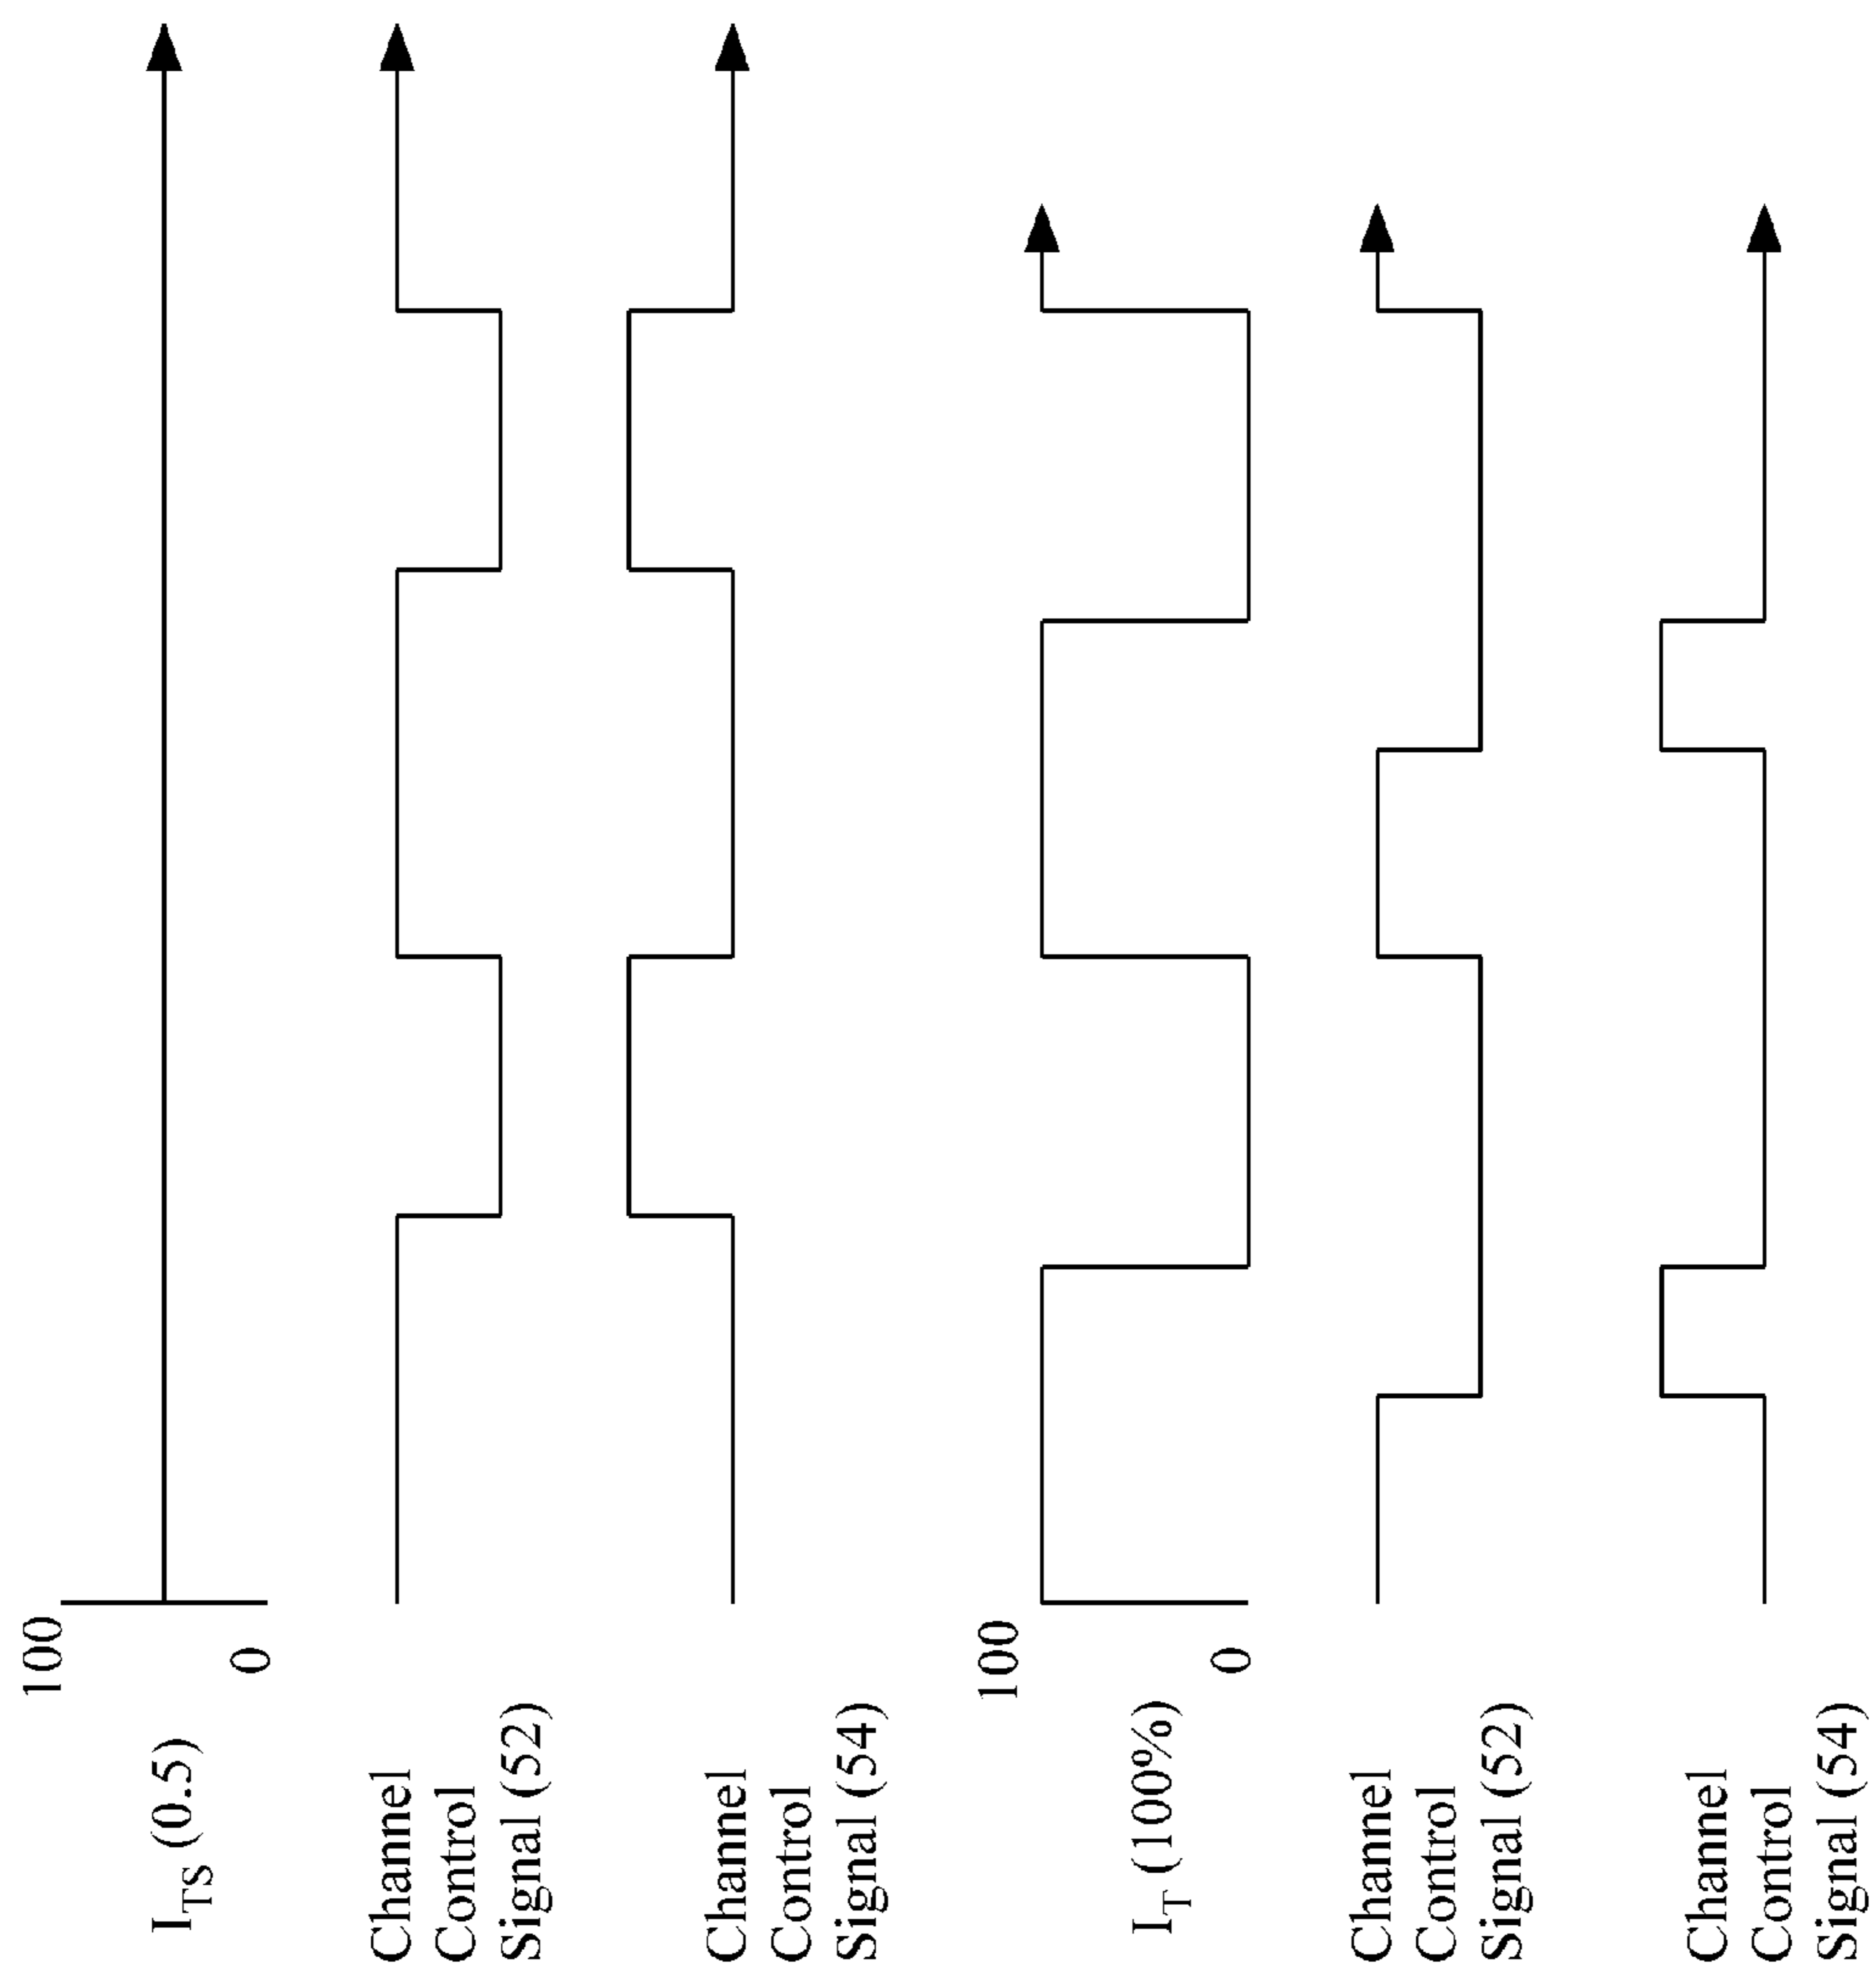 100
I_TS (0.5)
0
Channel
Control
Signal (52)
Channel
Control
Signal (54)
100
I_T (100%)
0
Channel
Control
Signal (52)
Channel
Control
Signal (54)